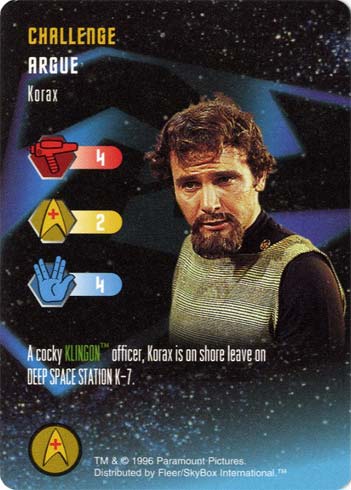 CHALLENGE
ARGUE
Korax
4
2
4
A cocky KLINGON™ officer, Korax is on shore leave on
DEEP SPACE STATION K-7.
TM & © 1996 Paramount Pictures.
Distributed by Fleer/SkyBox International.™